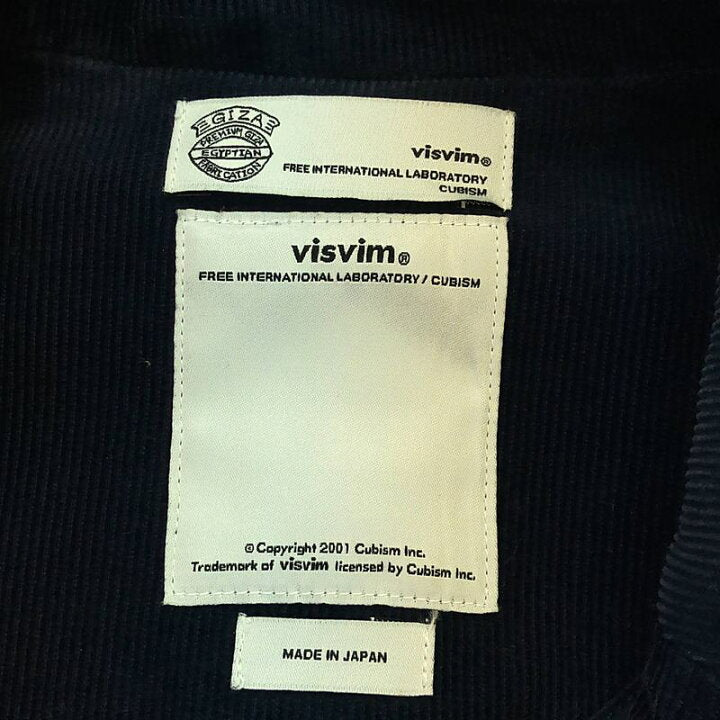 GIZA
PREMIUM GIZA
EGYPTIAN
FABRICATION
visvim®
FREE INTERNATIONAL LABORATORY
CUBISM
visvim®
FREE INTERNATIONAL LABORATORY / CUBISM
© Copyright 2001 Cubism Inc.
Trademark of visvim licensed by Cubism Inc.
MADE IN JAPAN